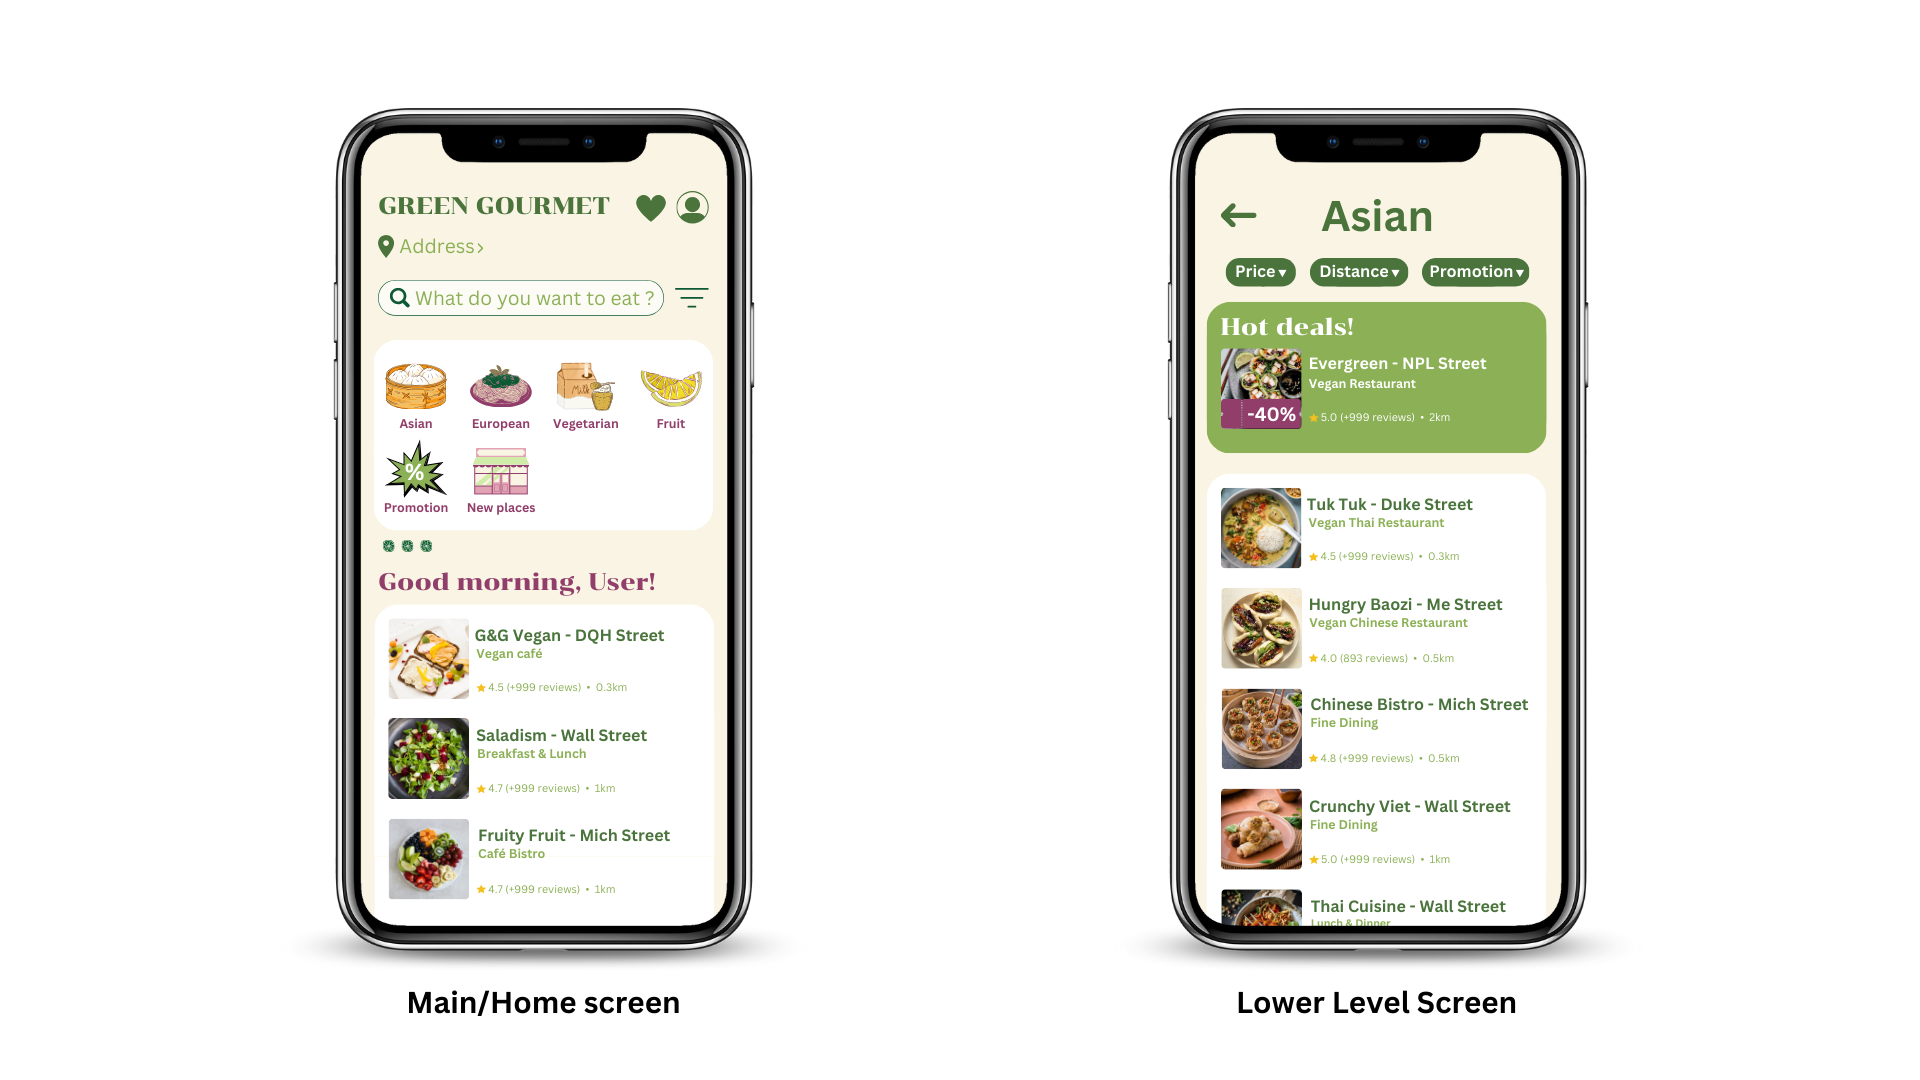 GREEN GOURMET
Address>
What do you want to eat ?
Milk
Asian European Vegetarian Fruit
%
Promotion New places
Good morning, User!
G&G Vegan - DQH Street
Vegan café
4.5 (+999 reviews) • 0.3km
Saladism - Wall Street
Breakfast & Lunch
4.7 (+999 reviews) • 1km
Fruity Fruit - Mich Street
Café Bistro
4.7 (+999 reviews) • 1km
Main/Home screen
Asian
Price Distance Promotion
Hot deals!
Evergreen - NPL Street
Vegan Restaurant
-40%
5.0 (+999 reviews) • 2km
Tuk Tuk - Duke Street
Vegan Thai Restaurant
4.5 (+999 reviews) • 0.3km
Hungry Baozi - Me Street
Vegan Chinese Restaurant
4.0 (893 reviews) • 0.5km
Chinese Bistro - Mich Street
Fine Dining
4.8 (+999 reviews) • 0.5km
Crunchy Viet - Wall Street
Fine Dining
5.0 (+999 reviews) • 1km
Thai Cuisine - Wall Street
Lunch & Dinner
Lower Level Screen